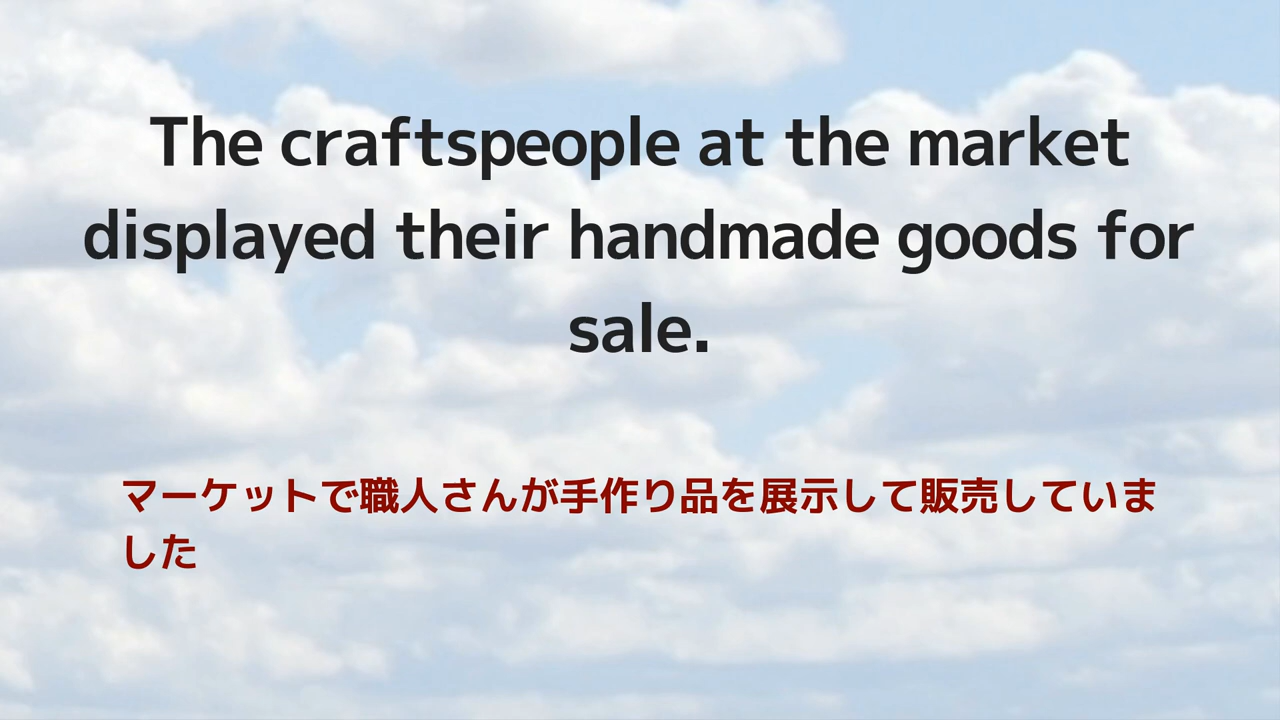 The craftspeople at the market
displayed their handmade goods for
sale.
マーケットで職人さんが手作り品を展示して販売していま
した